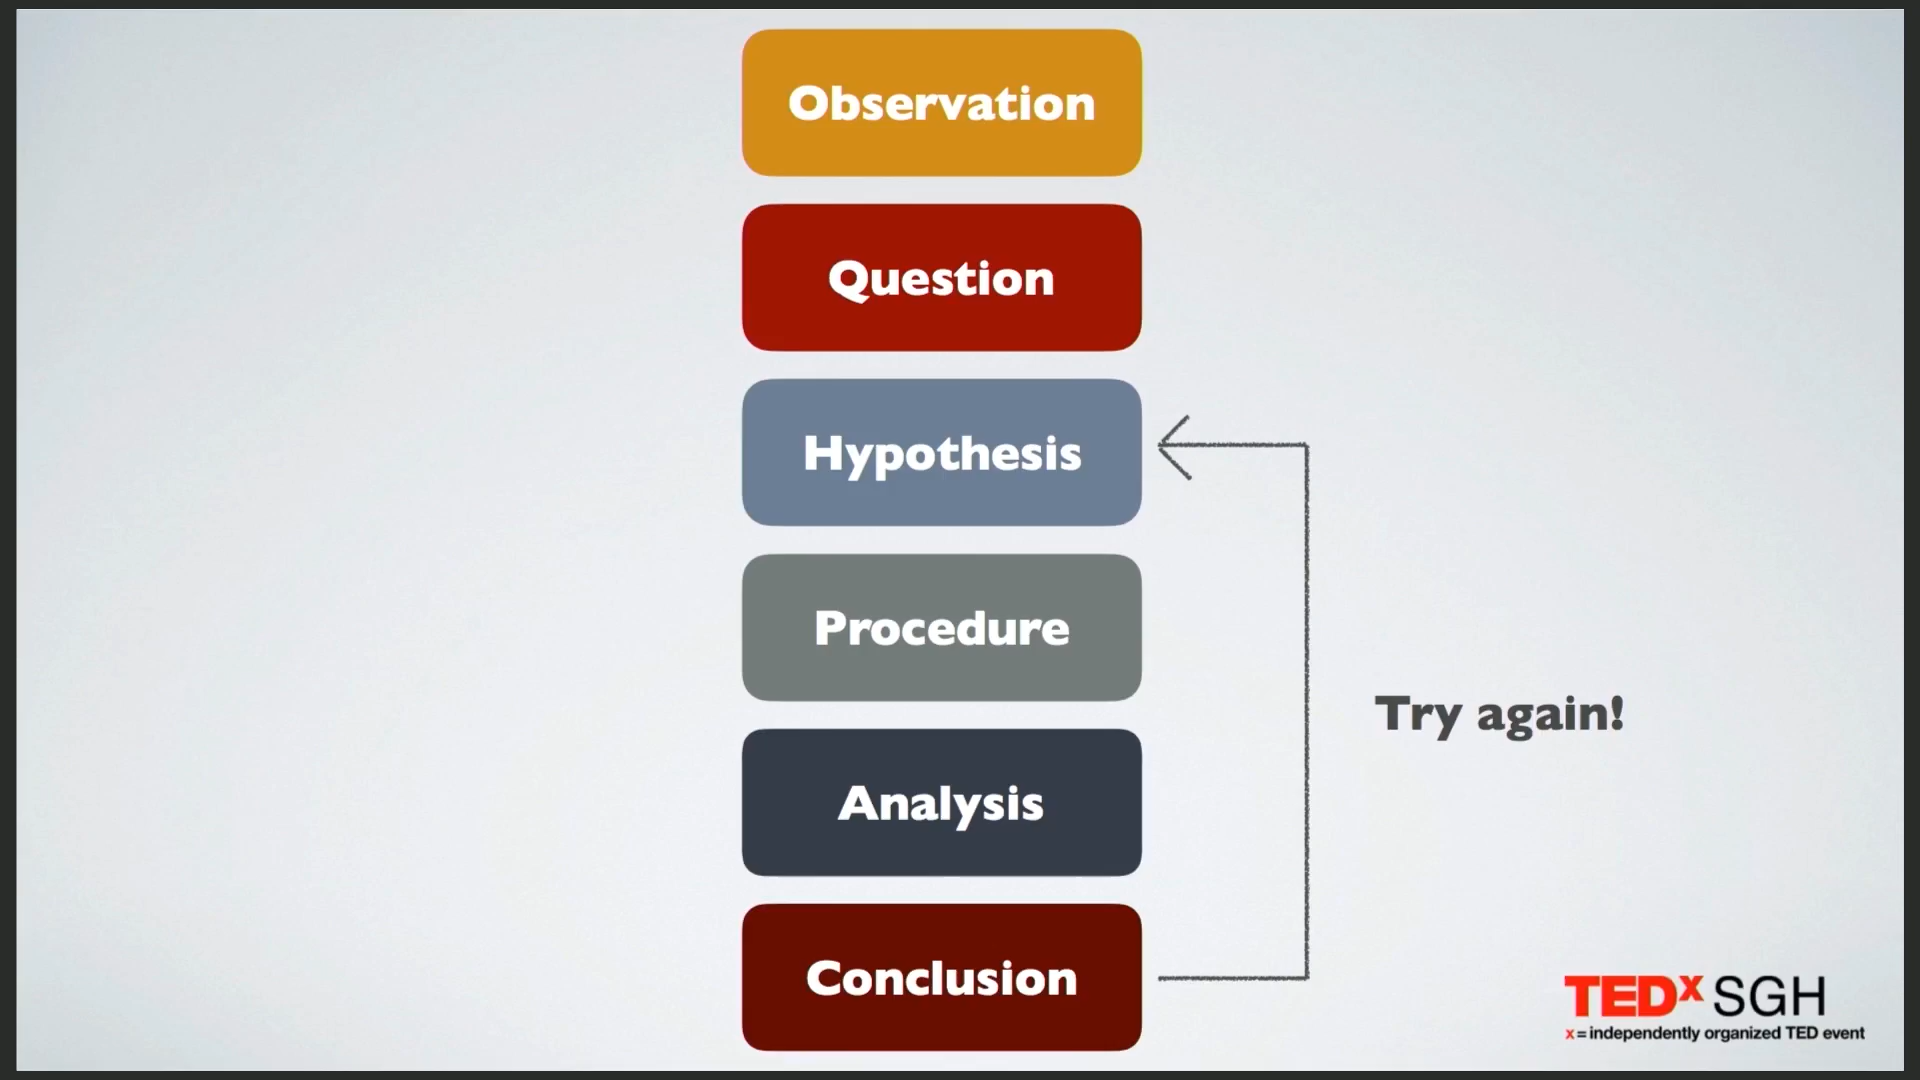 Observation
Question
Hypothesis
Procedure
Try again!
Analysis
Conclusion
TEDx SGH
x=independently organized TED event